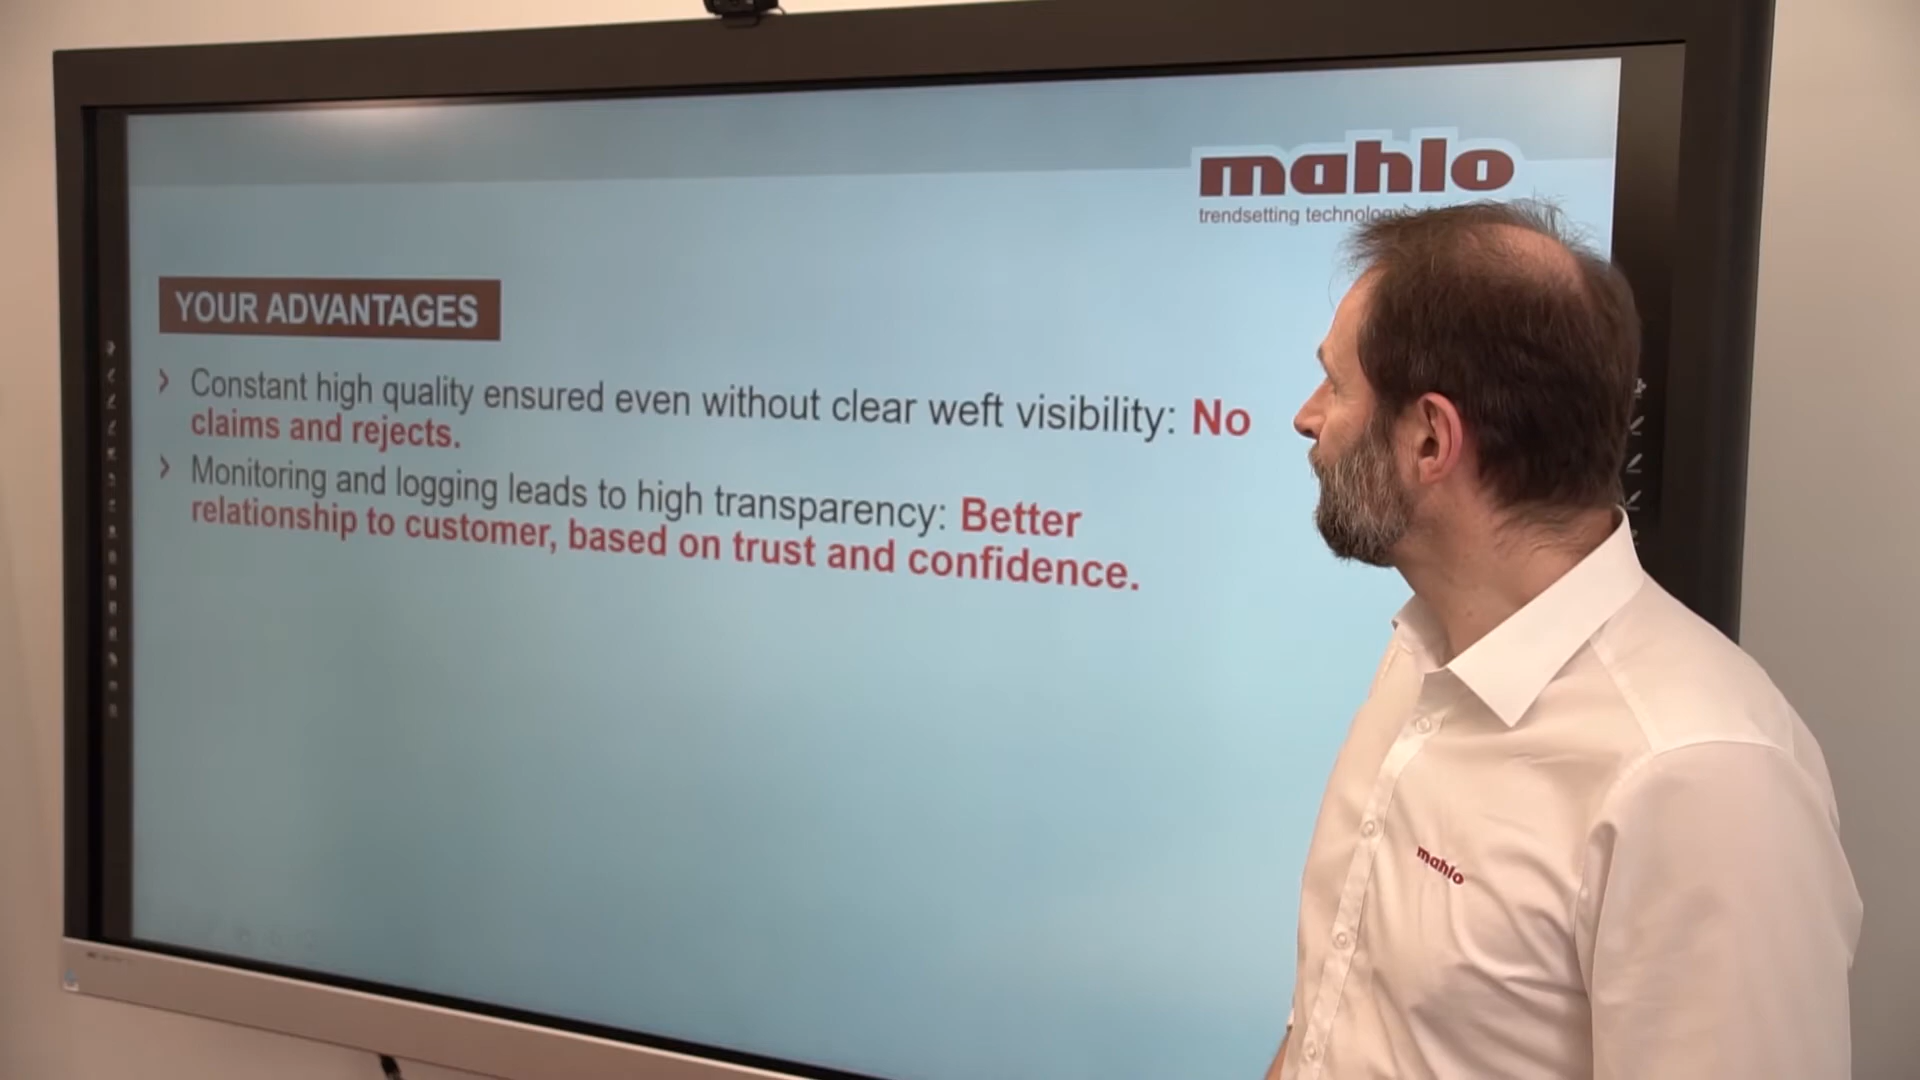 mahlo
trendsetting technology
YOUR ADVANTAGES
Constant high quality ensured even without clear weft visibility: No
claims and rejects.
Monitoring and logging leads to high transparency: Better
relationship to customer, based on trust and confidence.
mahlo